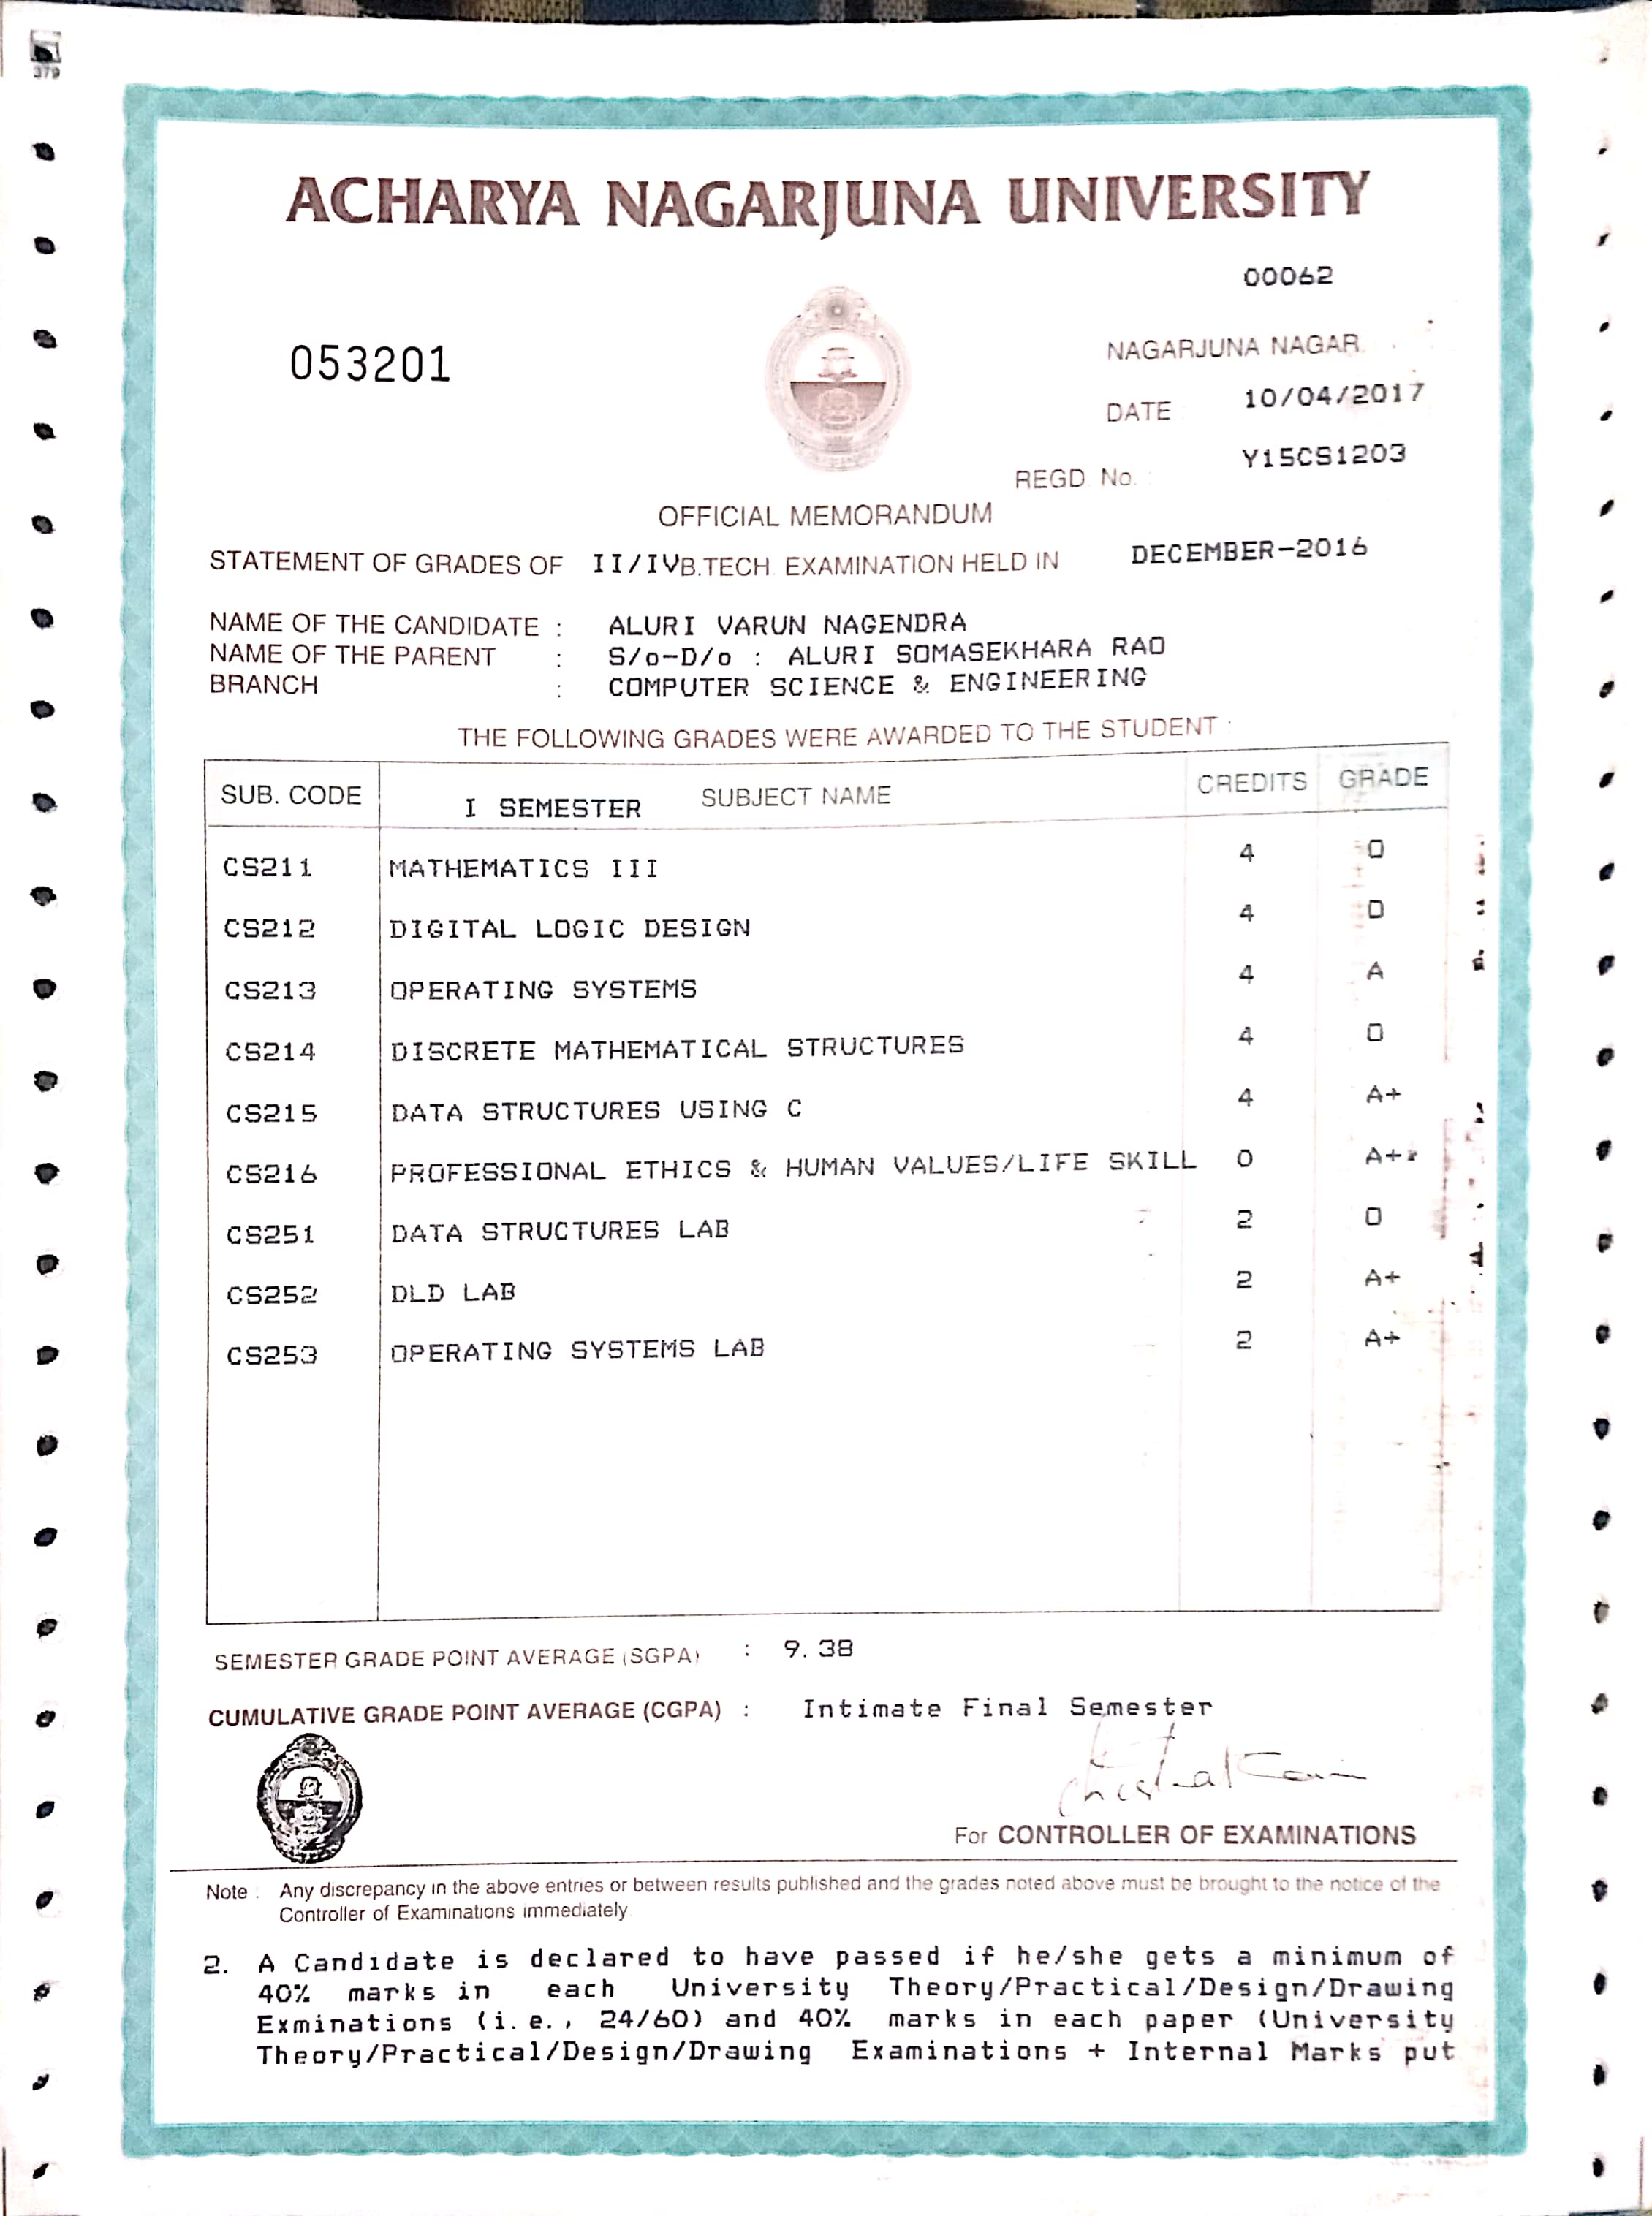 379
ACHARYA NAGARJUNA UNIVERSITY
00062
053201
NAGARJUNA NAGAR
DATE 10/04/2017
REGD. No. : Y15CS1203
OFFICIAL MEMORANDUM
STATEMENT OF GRADES OF II/IVB.TECH. EXAMINATION HELD IN DECEMBER-2016
NAME OF THE CANDIDATE : ALURI VARUN NAGENDRA
NAME OF THE PARENT : S/o-D/o : ALURI SOMASEKHARA RAO
BRANCH : COMPUTER SCIENCE & ENGINEERING
THE FOLLOWING GRADES WERE AWARDED TO THE STUDENT :
SUB. CODE I SEMESTER SUBJECT NAME CREDITS GRADE
CS211 MATHEMATICS III 4 O
CS212 DIGITAL LOGIC DESIGN 4 O
CS213 OPERATING SYSTEMS 4 A
CS214 DISCRETE MATHEMATICAL STRUCTURES 4 O
CS215 DATA STRUCTURES USING C 4 A+
CS216 PROFESSIONAL ETHICS & HUMAN VALUES/LIFE SKILL 0 A+*
CS251 DATA STRUCTURES LAB 2 O
CS252 DLD LAB 2 A+
CS253 OPERATING SYSTEMS LAB 2 A+
SEMESTER GRADE POINT AVERAGE (SGPA) : 9.38
CUMULATIVE GRADE POINT AVERAGE (CGPA) : Intimate Final Semester
For CONTROLLER OF EXAMINATIONS
Note : Any discrepancy in the above entries or between results published and the grades noted above must be brought to the notice of the
Controller of Examinations immediately
2. A Candidate is declared to have passed if he/she gets a minimum of
40% marks in each University Theory/Practical/Design/Drawing
Exminations (i.e., 24/60) and 40% marks in each paper (University
Theory/Practical/Design/Drawing Examinations + Internal Marks put